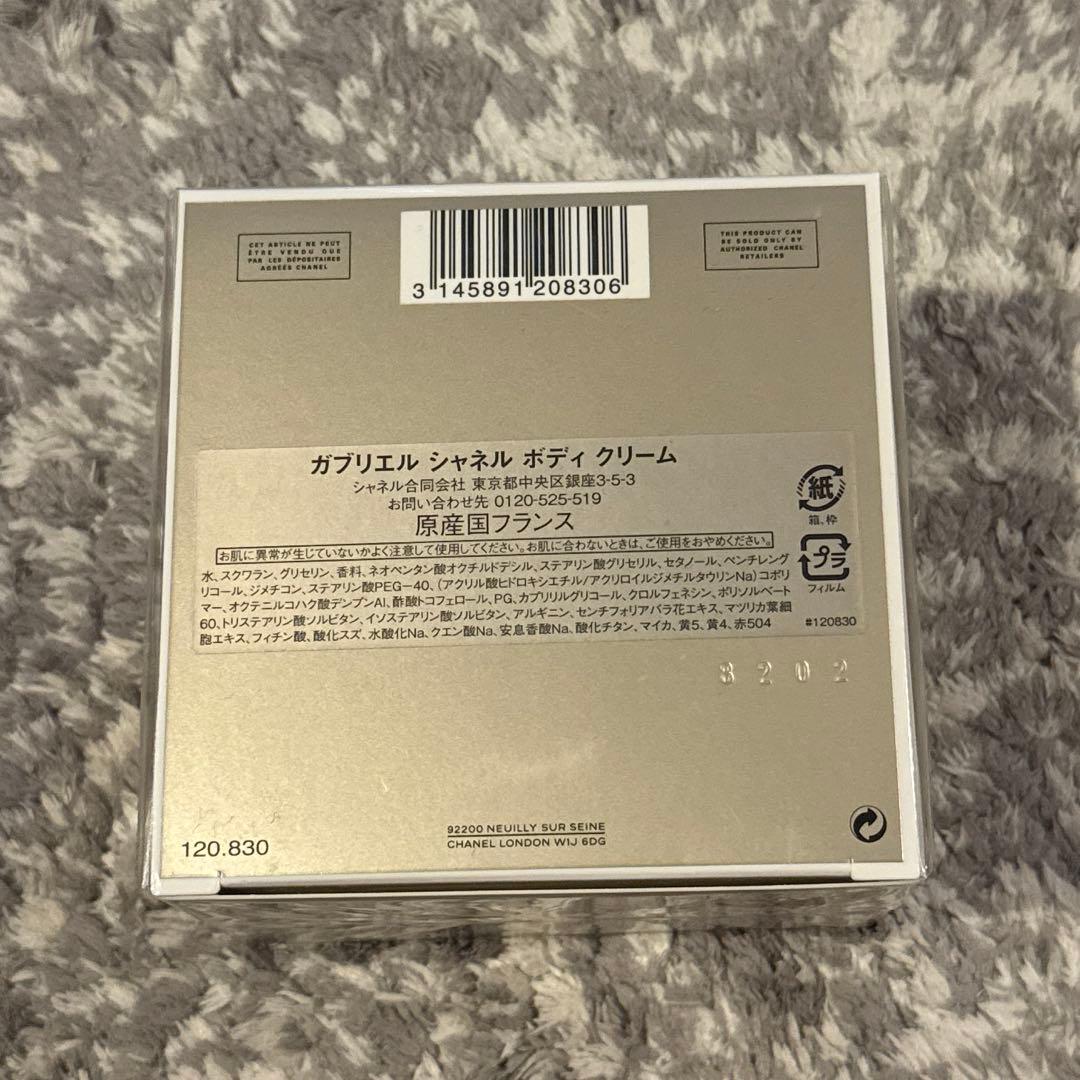 CET ARTICLE NE PEUT
ÊTRE VENDU QUE
PAR LES DÉPOSITAIRES
AGRÉÉS CHANEL
3 145891 208306
THIS PRODUCT CAN
BE SOLD ONLY BY
AUTHORIZED CHANEL
RETAILERS
ガブリエル シャネル ボディ クリーム
シャネル合同会社 東京都中央区銀座3-5-3
お問い合わせ先 0120-525-519
原産国フランス
お肌に異常が生じていないかよく注意して使用してください。お肌に合わないときは、ご使用をおやめください。
水、スクワラン、グリセリン、香料、ネオペンタン酸オクチルドデシル、ステアリン酸グリセリル、セタノール、ペンチレング
リコール、ジメチコン、ステアリン酸PEG-40、(アクリル酸ヒドロキシエチル/アクリロイルジメチルタウリンNa)コポリ
マー、オクテニルコハク酸デンプンAl、酢酸トコフェロール、PG、カプリリルグリコール、クロルフェネシン、ポリソルベート
60、トリステアリン酸ソルビタン、イソステアリン酸ソルビタン、アルギニン、センチフォリアバラ花エキス、マツリカ葉細
胞エキス、フィチン酸、酸化スズ、水酸化Na、クエン酸Na、安息香酸Na、酸化チタン、マイカ、黄5、黄4、赤504
紙
箱、枠
プラ
フィルム
#120830
8202
120.830
92200 NEUILLY SUR SEINE
CHANEL LONDON W1J 6DG